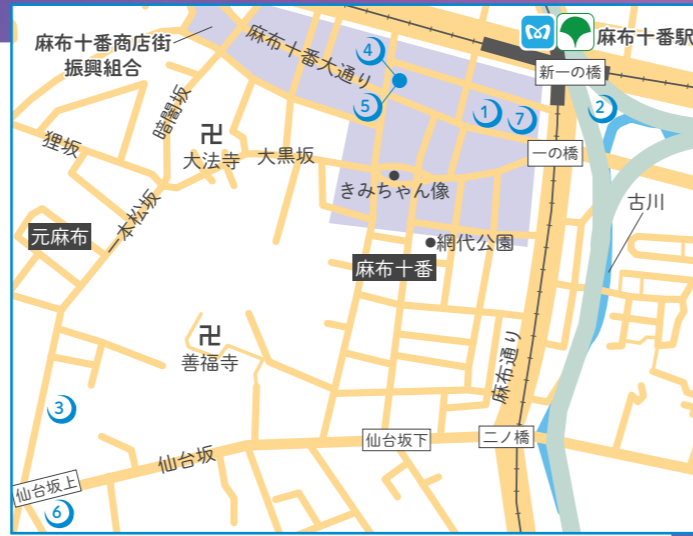 麻布十番商店街
振興組合
麻布十番大通り
4
5
麻布十番駅
新一の橋
1
7
2
一の橋
暗闇坂
狸坂
大法寺
大黒坂
きみちゃん像
古川
一本松坂
元麻布
網代公園
麻布十番
善福寺
麻布通り
3
仙台坂
仙台坂下
二ノ橋
仙台坂上
6